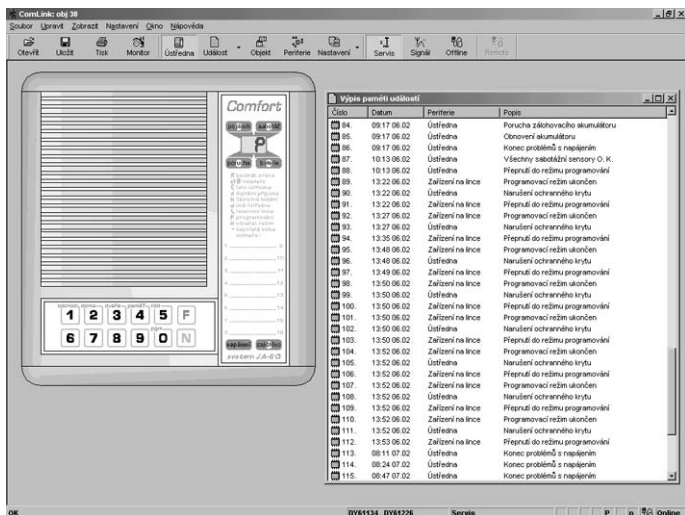 ComLink: obj 30
Soubor Upravit Zobrazit Nastavení Okno Nápověda
Otevřít Uložit Tisk Monitor Ústředna Událost Objekt Periferie Nastavení Servis Signál Offline Remote
Comfort
poplach sabotáž
P
porucha baterie
1 2 3 4 5 F
6 7 8 9 0 N
napájení
system JA-60
Výpis paměti událostí
Číslo Datum Periferie Popis
84. 09:17 06.02 Ústředna Porucha zálohovacího akumulátoru
85. 09:17 06.02 Ústředna Obnovení akumulátoru
86. 09:17 06.02 Ústředna Konec problémů s napájením
87. 10:13 06.02 Ústředna Všechny sabotážní sensory O. K.
88. 10:13 06.02 Ústředna Přepnutí do režimu programování
89. 13:22 06.02 Zařízení na lince Programovací režim ukončen
90. 13:22 06.02 Ústředna Narušení ochranného krytu
91. 13:22 06.02 Zařízení na lince Přepnutí do režimu programování
92. 13:27 06.02 Zařízení na lince Programovací režim ukončen
93. 13:27 06.02 Ústředna Narušení ochranného krytu
94. 13:35 06.02 Zařízení na lince Přepnutí do režimu programování
95. 13:48 06.02 Zařízení na lince Programovací režim ukončen
96. 13:48 06.02 Ústředna Narušení ochranného krytu
97. 13:49 06.02 Zařízení na lince Přepnutí do režimu programování
98. 13:50 06.02 Zařízení na lince Programovací režim ukončen
99. 13:50 06.02 Ústředna Narušení ochranného krytu
100. 13:50 06.02 Zařízení na lince Přepnutí do režimu programování
101. 13:50 06.02 Zařízení na lince Programovací režim ukončen
102. 13:50 06.02 Ústředna Narušení ochranného krytu
103. 13:50 06.02 Zařízení na lince Přepnutí do režimu programování
104. 13:52 06.02 Zařízení na lince Programovací režim ukončen
105. 13:52 06.02 Ústředna Narušení ochranného krytu
106. 13:52 06.02 Zařízení na lince Přepnutí do režimu programování
107. 13:52 06.02 Zařízení na lince Programovací režim ukončen
108. 13:52 06.02 Ústředna Narušení ochranného krytu
109. 13:52 06.02 Zařízení na lince Přepnutí do režimu programování
110. 13:52 06.02 Zařízení na lince Programovací režim ukončen
111. 13:52 06.02 Ústředna Narušení ochranného krytu
112. 13:53 06.02 Zařízení na lince Přepnutí do režimu programování
113. 08:11 07.02 Ústředna Konec problémů s napájením
114. 08:24 07.02 Ústředna Konec problémů s napájením
115. 08:47 07.02 Ústředna Konec problémů s napájením
OK DY61134 DY61226 Servis P p Online